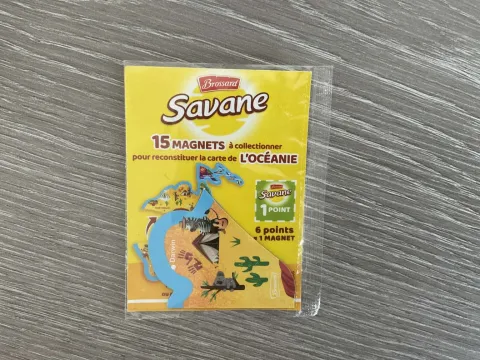 Brossard
Savane
15 MAGNETS à collectionner
pour reconstituer la carte de L'OCÉANIE
Savane
1 POINT
6 points
1 MAGNET
Darwin